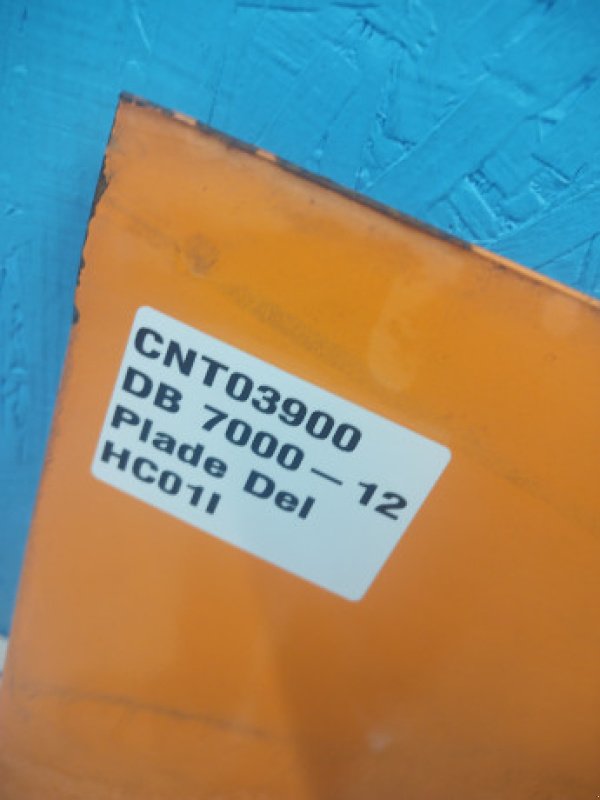 CNT03900
DB 7000-12
Plade Del
HC01I